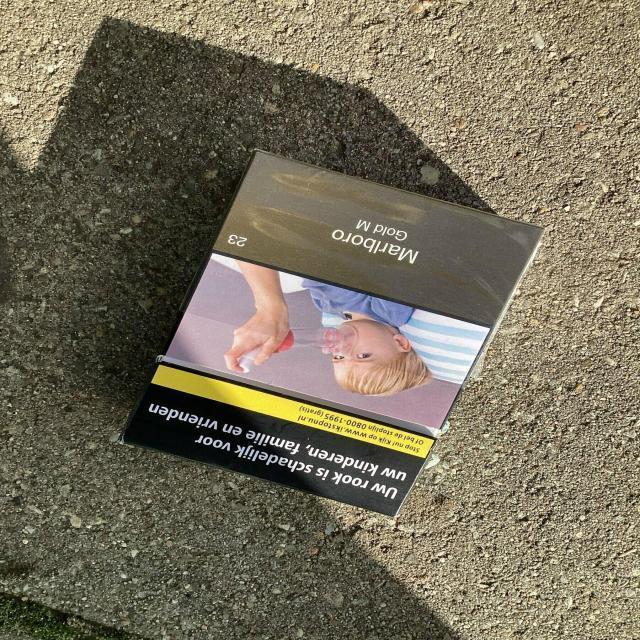 Uw rook is schadelijk voor
uw kinderen, familie en vrienden
Stop nu! Kijk op www.ikstopnu.nl
Of bel de stoplijn 0800-1995 (gratis)
Marlboro
Gold M
23